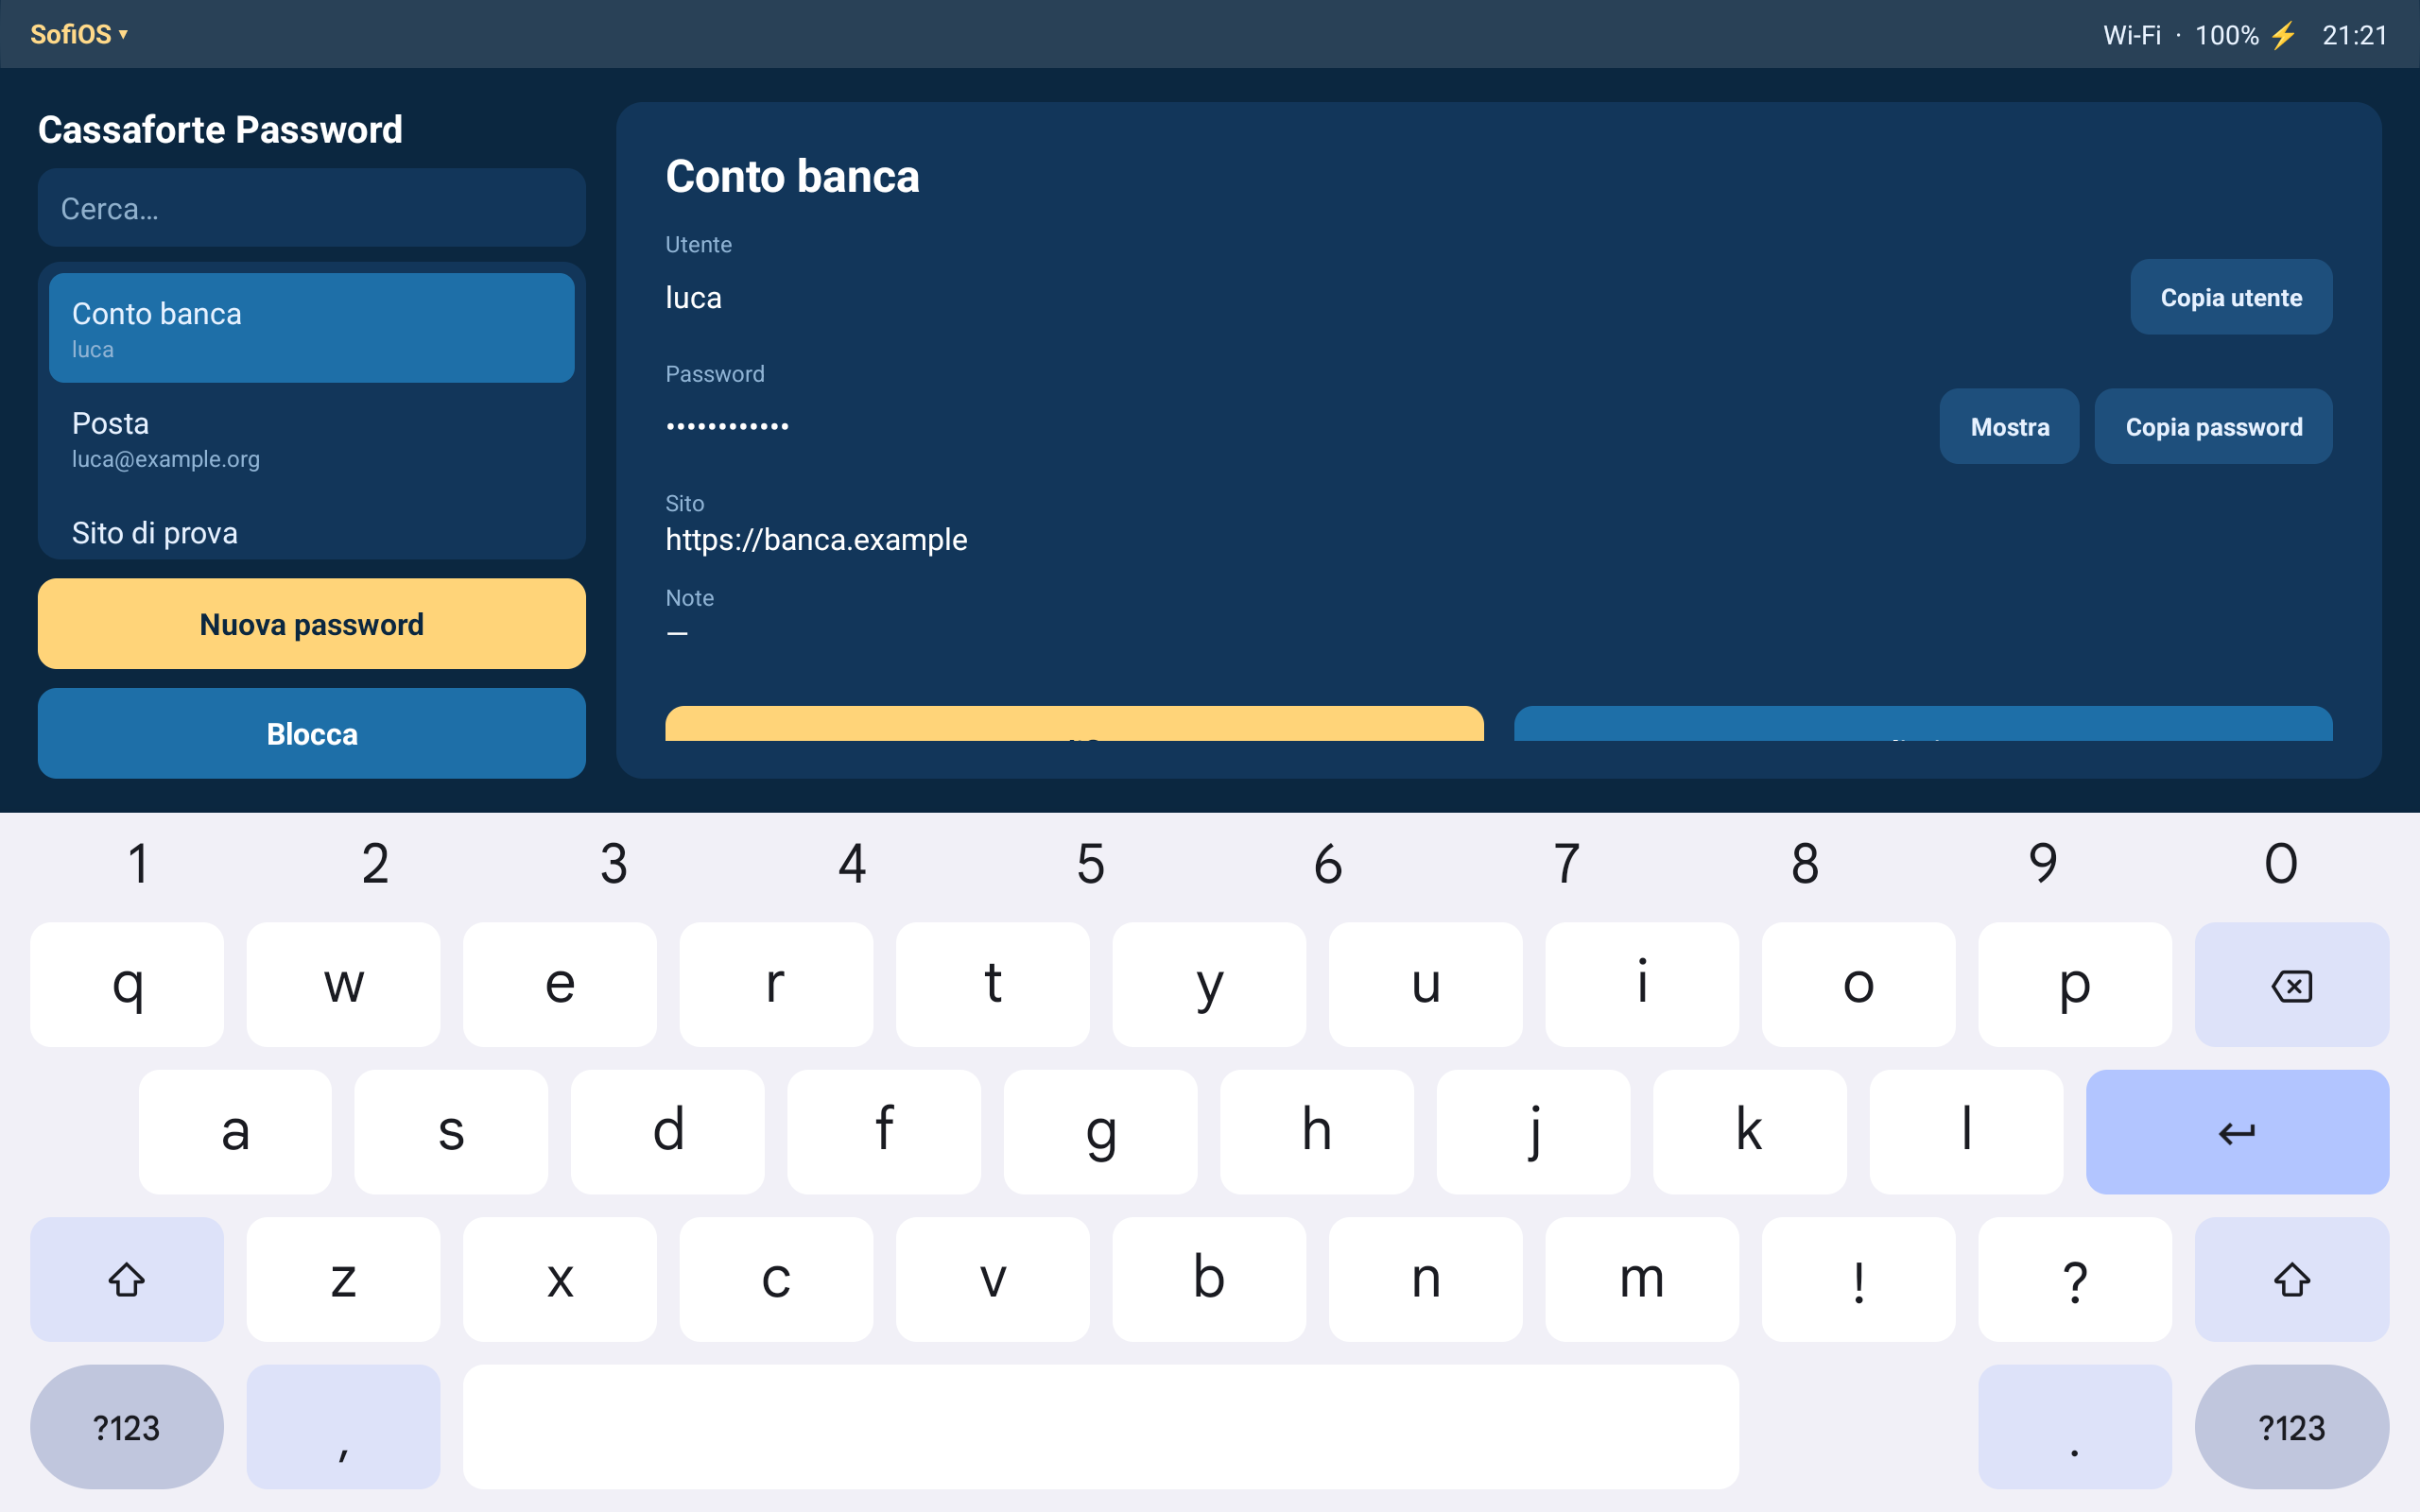 SofiOS ▾
Wi-Fi · 100% ⚡ 21:21
Cassaforte Password
Cerca...
Conto banca
luca
Posta
luca@example.org
Sito di prova
Nuova password
Blocca
Conto banca
Utente
luca
Copia utente
Password
••••••••••••
Mostra
Copia password
Sito
https://banca.example
Note
—
1 2 3 4 5 6 7 8 9 0
q w e r t y u i o p
a s d f g h j k l
z x c v b n m ! ?
?123 , . ?123